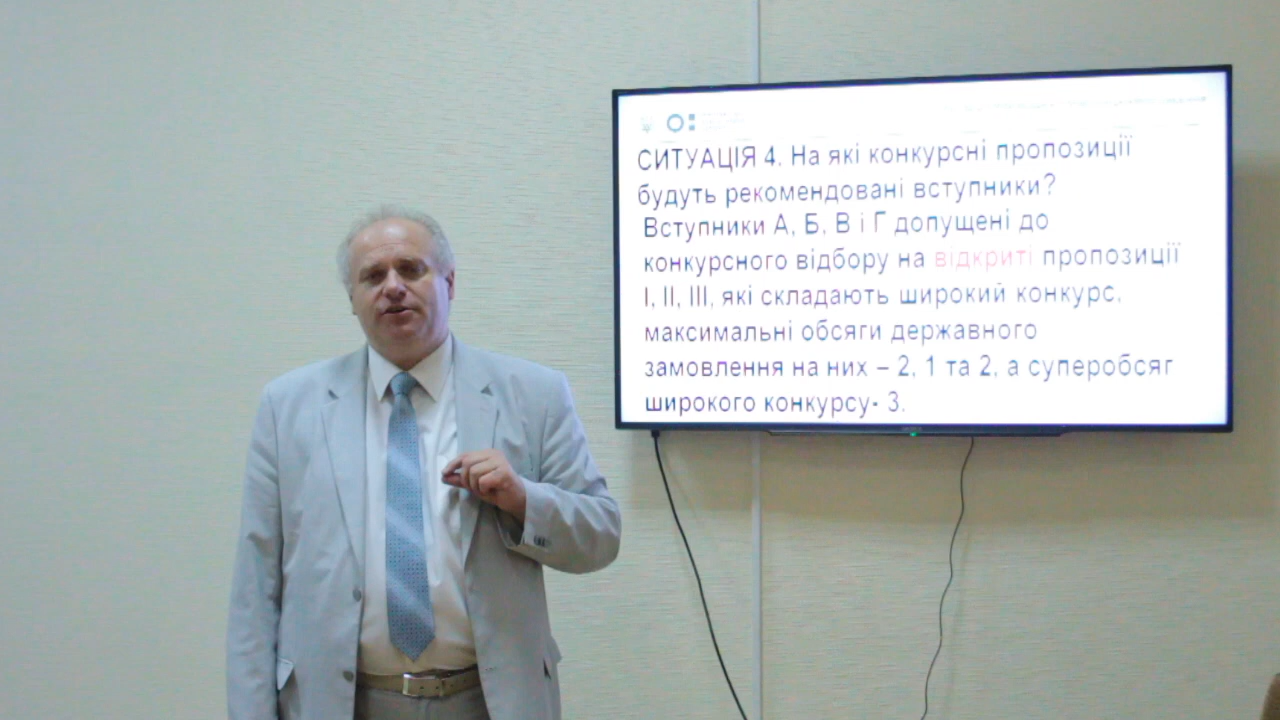 СИТУАЦІЯ 4. На які конкурсні пропозиції
будуть рекомендовані вступники?
Вступники А, Б, В і Г допущені до
конкурсного відбору на відкриті пропозиції
І, ІІ, ІІІ, які складають широкий конкурс,
максимальні обсяги державного
замовлення на них – 2, 1 та 2, а суперобсяг
широкого конкурсу- 3.